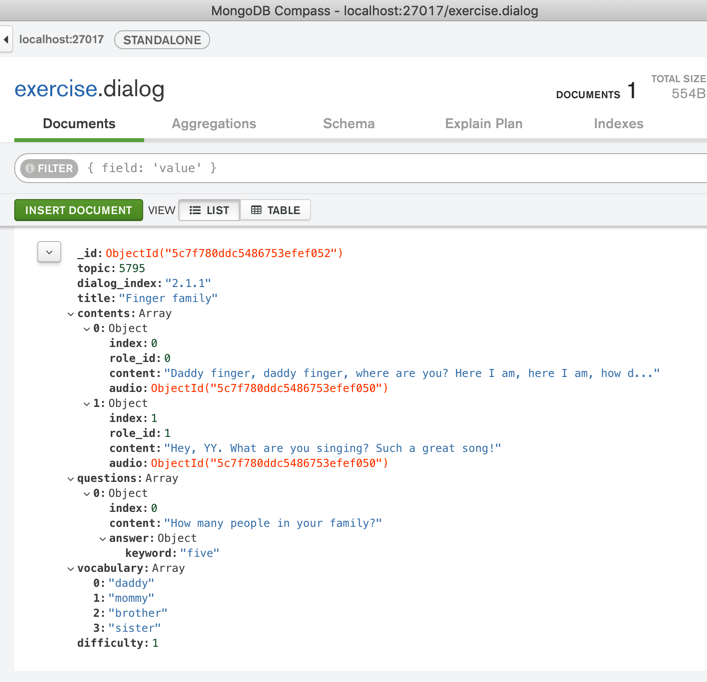 MongoDB Compass - localhost:27017/exercise.dialog
localhost:27017 STANDALONE
exercise.dialog
DOCUMENTS 1 TOTAL SIZE 554B
Documents Aggregations Schema Explain Plan Indexes
FILTER { field: 'value' }
INSERT DOCUMENT VIEW LIST TABLE
_id: ObjectId("5c7f780ddc5486753efef052")
topic: 5795
dialog_index: "2.1.1"
title: "Finger family"
contents: Array
0: Object
index: 0
role_id: 0
content: "Daddy finger, daddy finger, where are you? Here I am, here I am, how d..."
audio: ObjectId("5c7f780ddc5486753efef050")
1: Object
index: 1
role_id: 1
content: "Hey, YY. What are you singing? Such a great song!"
audio: ObjectId("5c7f780ddc5486753efef050")
questions: Array
0: Object
index: 0
content: "How many people in your family?"
answer: Object
keyword: "five"
vocabulary: Array
0: "daddy"
1: "mommy"
2: "brother"
3: "sister"
difficulty: 1